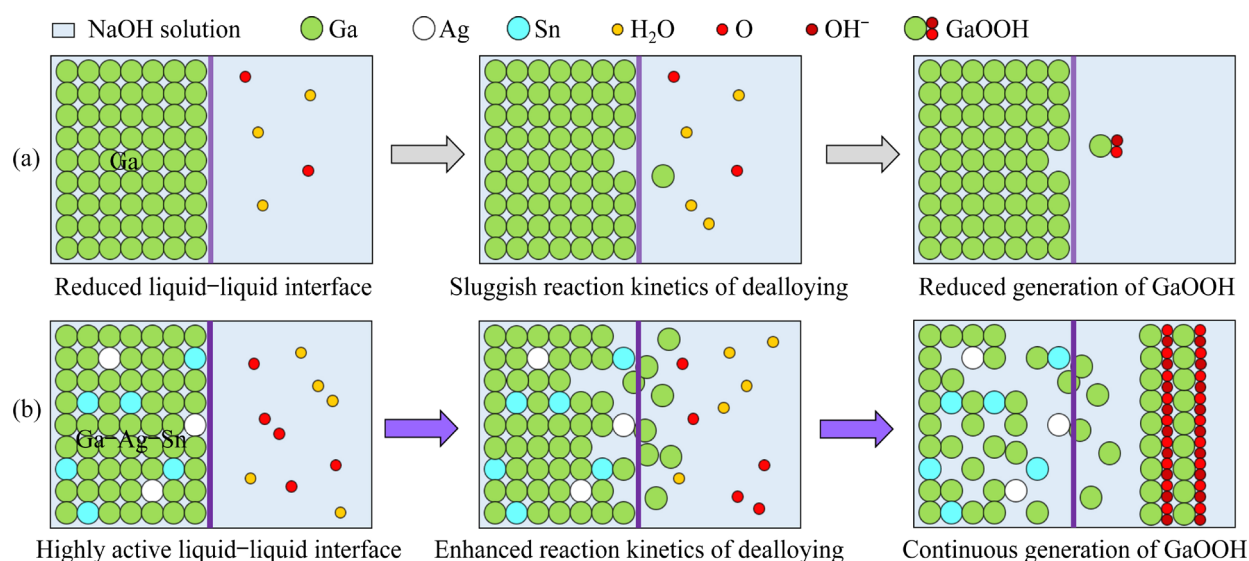 NaOH solution Ga Ag Sn H₂O O OH⁻ GaOOH
(a)
Ga
Reduced liquid−liquid interface Sluggish reaction kinetics of dealloying Reduced generation of GaOOH
(b)
Ga−Ag−Sn
Highly active liquid−liquid interface Enhanced reaction kinetics of dealloying Continuous generation of GaOOH